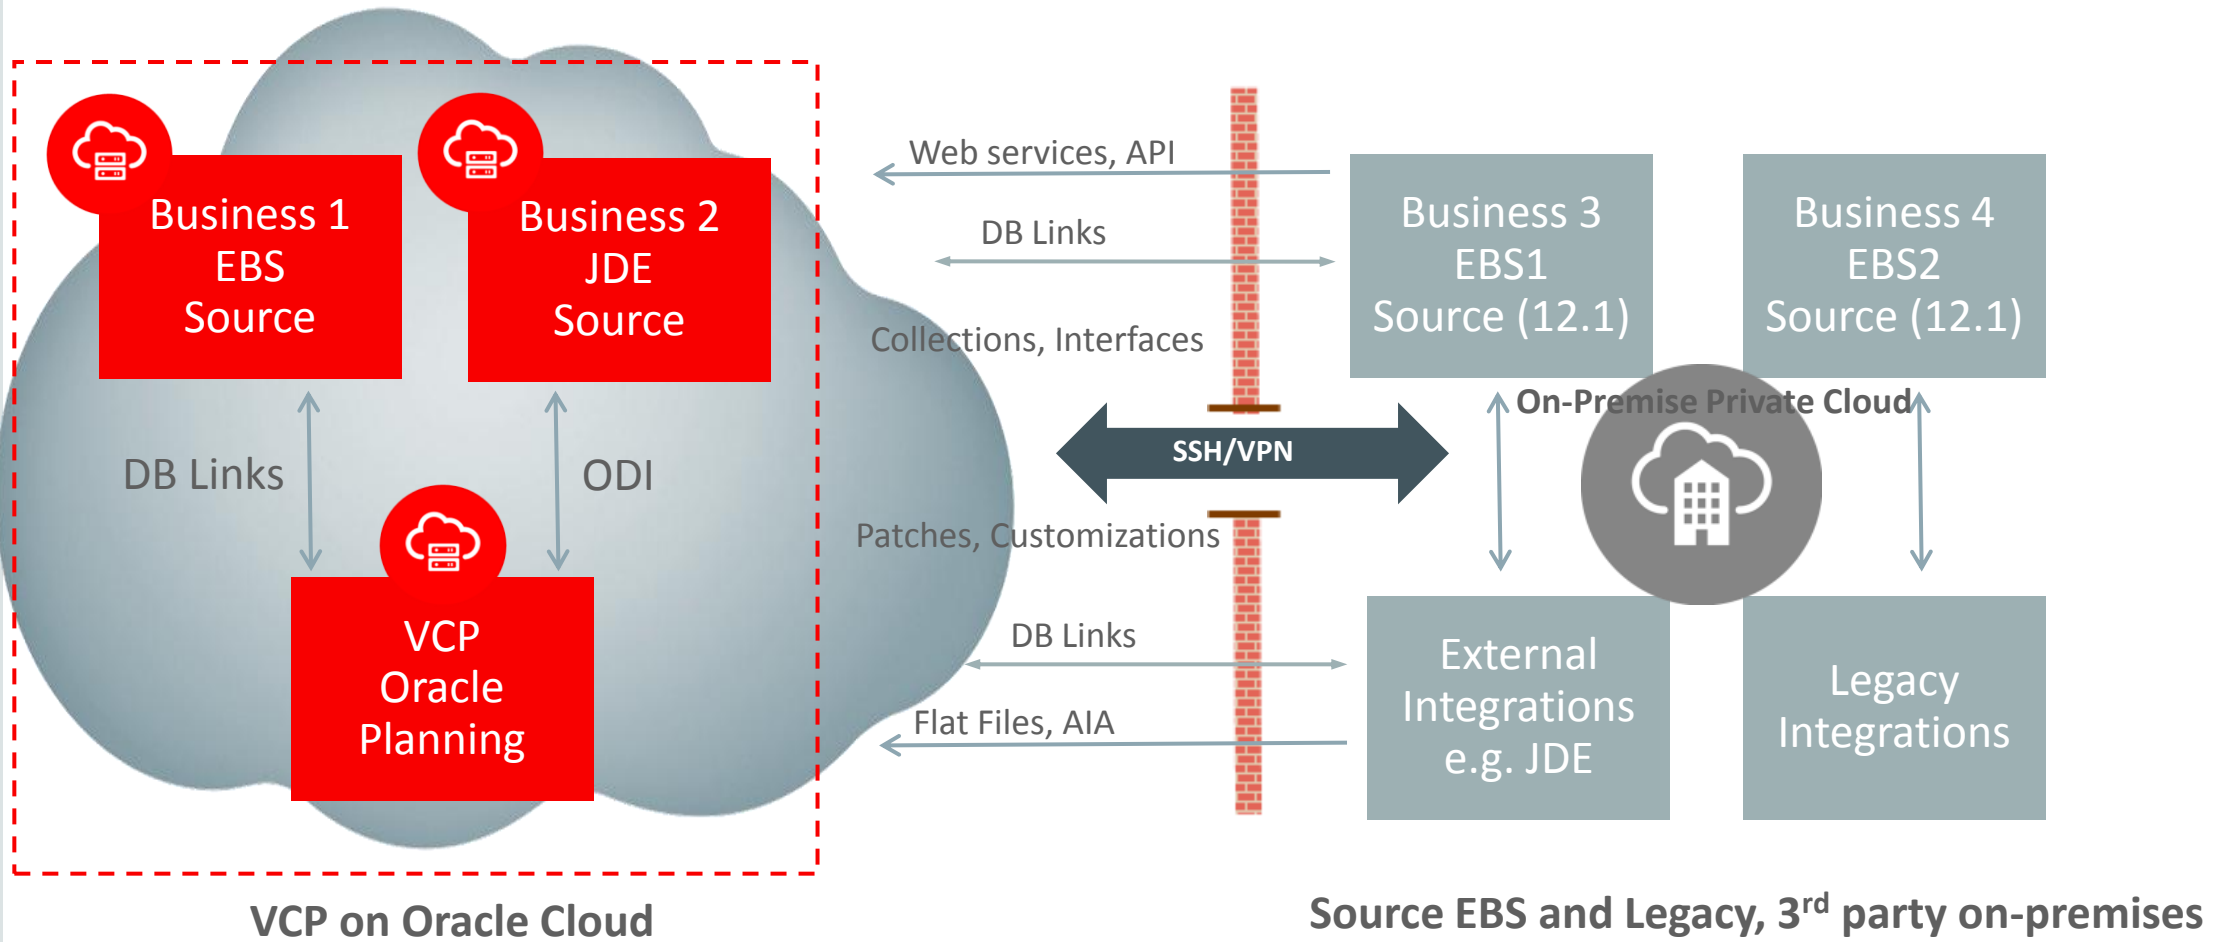 Business 1
EBS
Source
Business 2
JDE
Source
DB Links
ODI
VCP
Oracle
Planning
VCP on Oracle Cloud
Web services, API
DB Links
Collections, Interfaces
SSH/VPN
Patches, Customizations
DB Links
Flat Files, AIA
Business 3
EBS1
Source (12.1)
Business 4
EBS2
Source (12.1)
On-Premise Private Cloud
External
Integrations
e.g. JDE
Legacy
Integrations
Source EBS and Legacy, 3rd party on-premises